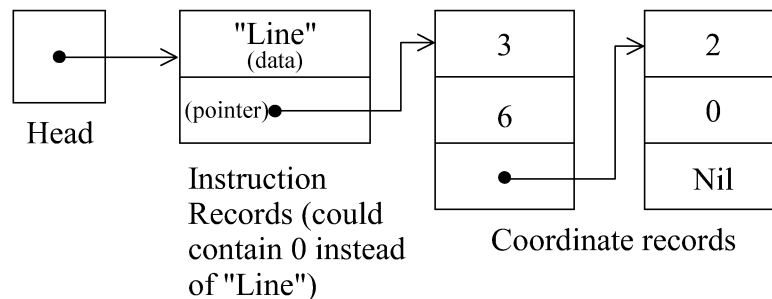 "Line"
(data)
(pointer)
Head
3
6
2
0
Nil
Instruction
Records (could
contain 0 instead
of "Line")
Coordinate records